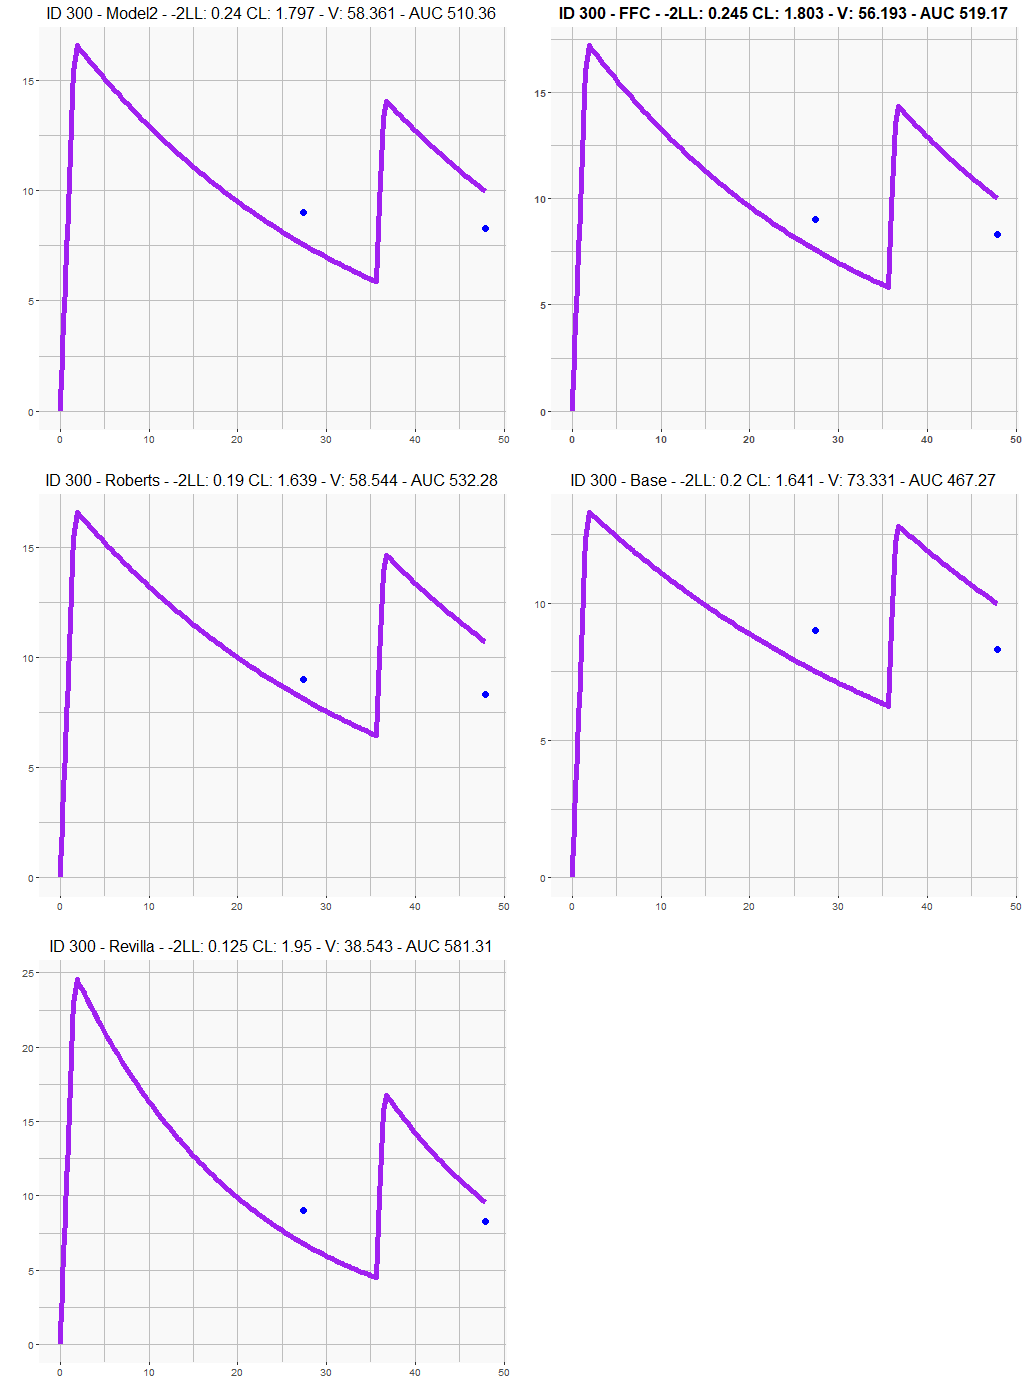 ID 300 - Model2 - -2LL: 0.24 CL: 1.797 - V: 58.361 - AUC 510.36
15
10
5
0
0 10 20 30 40 50
ID 300 - FFC - -2LL: 0.245 CL: 1.803 - V: 56.193 - AUC 519.17
15
10
5
0
0 10 20 30 40 50
ID 300 - Roberts - -2LL: 0.19 CL: 1.639 - V: 58.544 - AUC 532.28
15
10
5
0
0 10 20 30 40 50
ID 300 - Base - -2LL: 0.2 CL: 1.641 - V: 73.331 - AUC 467.27
10
5
0
0 10 20 30 40 50
ID 300 - Revilla - -2LL: 0.125 CL: 1.95 - V: 38.543 - AUC 581.31
25
20
15
10
5
0
0 10 20 30 40 50